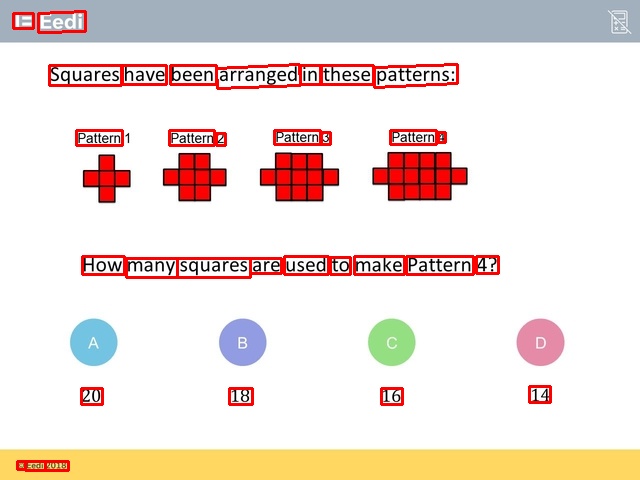 Eedi
Squares have been arranged in these patterns:
Pattern 1 Pattern 2 Pattern 3 Pattern 4
How many squares are used to make Pattern 4?
A B C D
20 18 16 14
© Eedi 2018